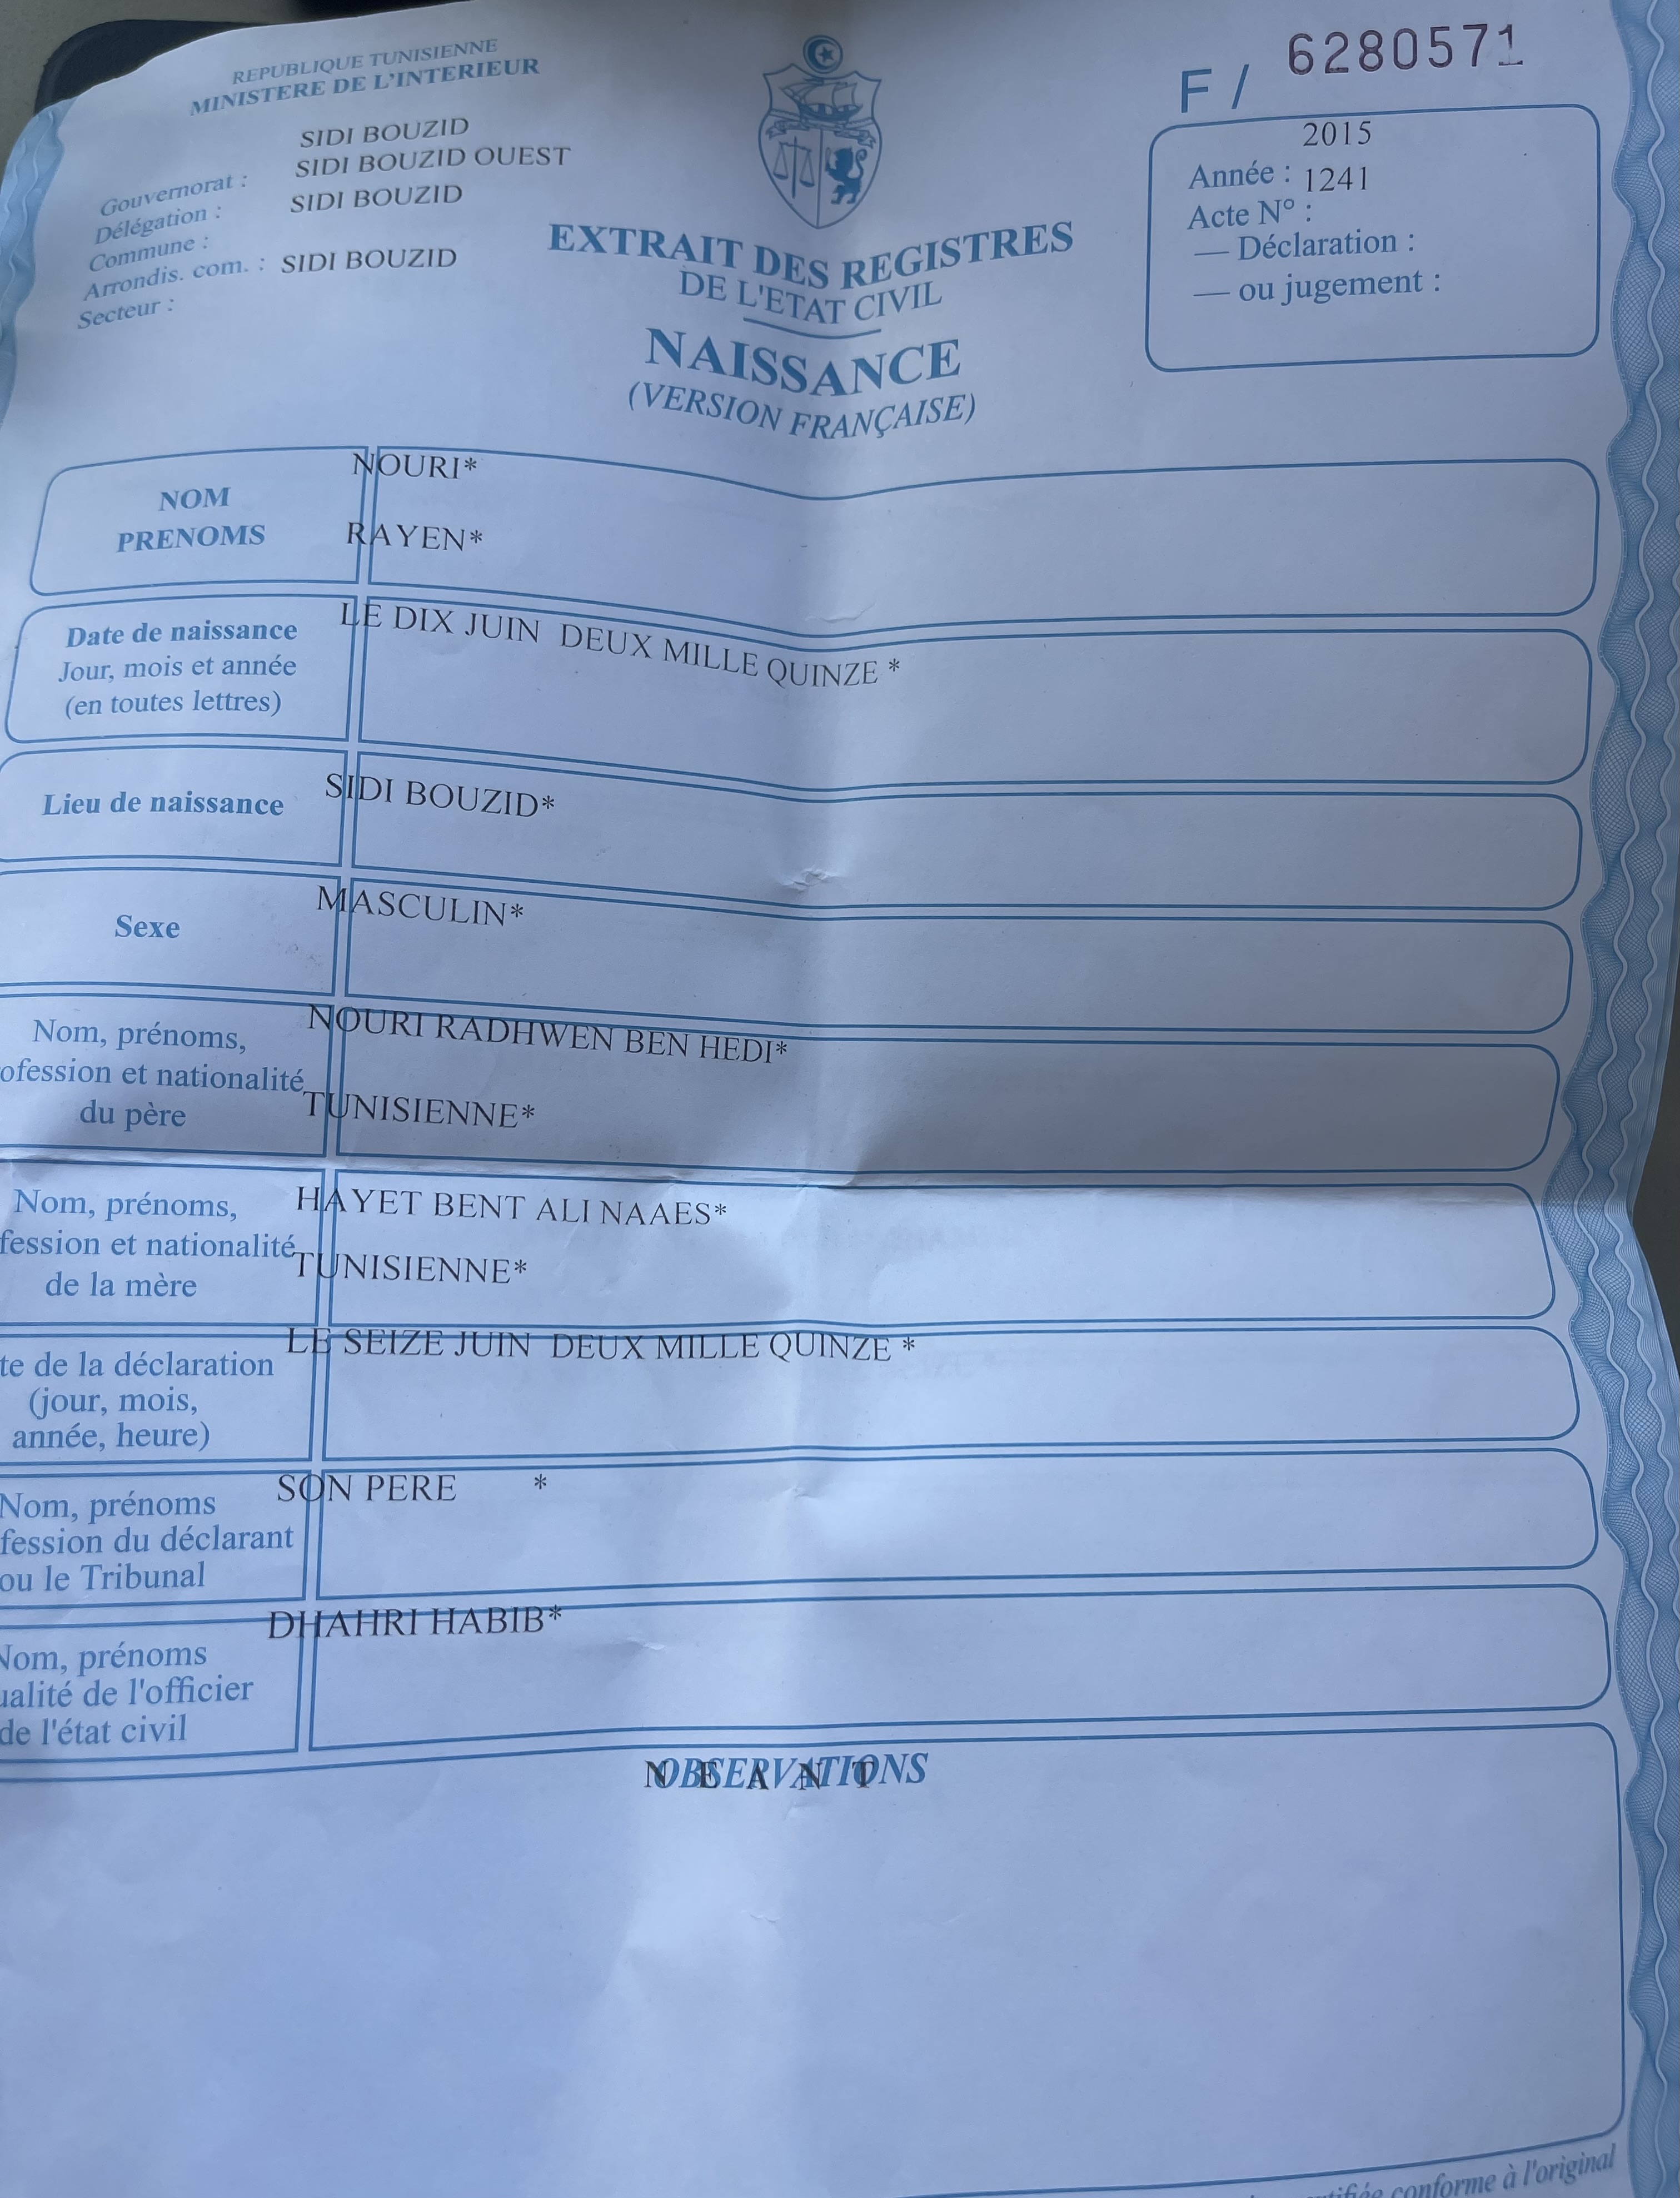 REPUBLIQUE TUNISIENNE
MINISTERE DE L'INTERIEUR
SIDI BOUZID
Gouvernorat : SIDI BOUZID OUEST
Délégation : SIDI BOUZID
Commune :
Arrondis. com. : SIDI BOUZID
Secteur :
F / 6280571
2015
Année : 1241
Acte N° :
— Déclaration :
— ou jugement :
EXTRAIT DES REGISTRES
DE L'ETAT CIVIL
NAISSANCE
(VERSION FRANÇAISE)
NOM
PRENOMS
NOURI*
RAYEN*
Date de naissance
Jour, mois et année
(en toutes lettres)
LE DIX JUIN DEUX MILLE QUINZE *
Lieu de naissance
SIDI BOUZID*
Sexe
MASCULIN*
Nom, prénoms,
ofession et nationalité
du père
NOURI RADHWEN BEN HEDI*
TUNISIENNE*
Nom, prénoms,
fession et nationalité
de la mère
HAYET BENT ALI NAAES*
TUNISIENNE*
te de la déclaration
(jour, mois,
année, heure)
LE SEIZE JUIN DEUX MILLE QUINZE *
Nom, prénoms
fession du déclarant
ou le Tribunal
SON PERE *
Nom, prénoms
ualité de l'officier
de l'état civil
DHAHRI HABIB*
OBSERVATIONS
N E A N T
conforme à l'original